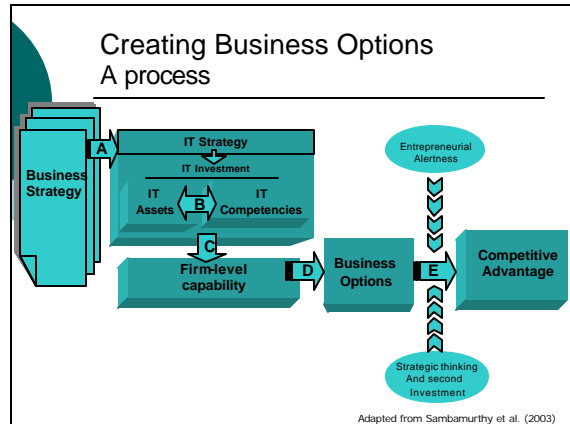 Creating Business Options
A process
Business
Strategy
A
IT Strategy
IT Investment
IT
Assets
B
IT
Competencies
C
Firm-level
capability
D
Business
Options
Entrepreneurial
Alertness
E
Competitive
Advantage
Strategic thinking
And second
Investment
Adapted from Sambamurthy et al. (2003)